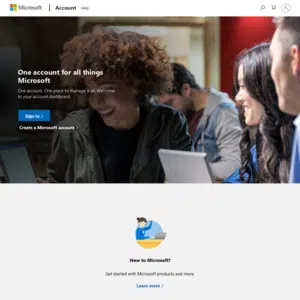 Microsoft
Account
Help
One account for all things
Microsoft
One account. One place to manage it all. Welcome
to your account dashboard.
Sign in >
Create a Microsoft account >
New to Microsoft?
Get started with Microsoft products and more.
Learn more >